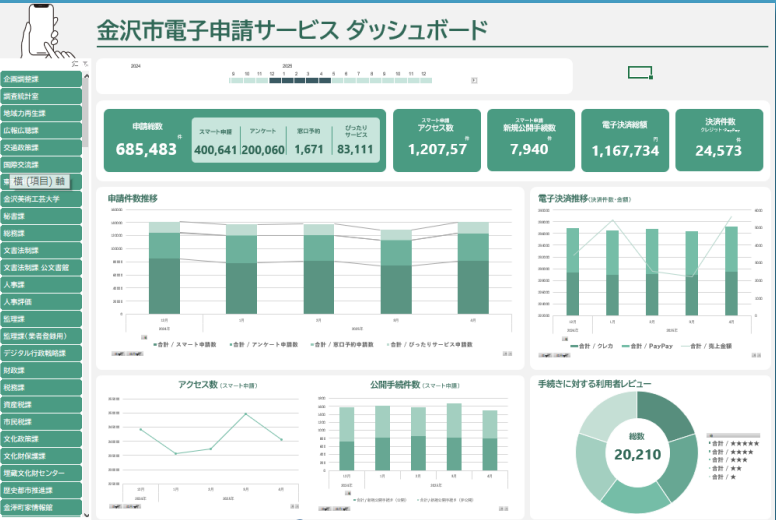 金沢市電子申請サービス ダッシュボード
2024
2025
9 10 11 12 1 2 3 4 5 6 7 8 9 10 11 12
企画調整課
調査統計室
地域力再生課
広報広聴課
交通政策課
国際交流課
横 (項目) 軸
金沢美術工芸大学
秘書課
総務課
文書法制課
文書法制課 公文書館
人事課
人事評価
監理課
監理課(業者登録用)
デジタル行政戦略課
財政課
税務課
資産税課
市民税課
文化政策課
文化財保護課
埋蔵文化財センター
歴史都市推進課
金澤町家情報館
申請総数
685,483
件
スマート申請
400,641
アンケート
200,060
窓口予約
1,671
ぴったり
サービス
83,111
スマート申請
アクセス数
件
1,207,57
スマート申請
新規公開手続数
件
7,940
電子決済総額
円
1,167,734
決済件数
クレジット・PayPay
24,573
申請件数推移
合計 / スマート申請数
合計 / アンケート申請数
合計 / 窓口予約申請数
合計 / ぴったりサービス申請数
電子決済推移(決済件数・金額)
合計 / クレカ
合計 / PayPay
合計 / 売上金額
アクセス数 (スマート申請)
公開手続件数 (スマート申請)
手続きに対する利用者レビュー
総数
20,210
合計 / ★★★★★
合計 / ★★★★
合計 / ★★★
合計 / ★★
合計 / ★